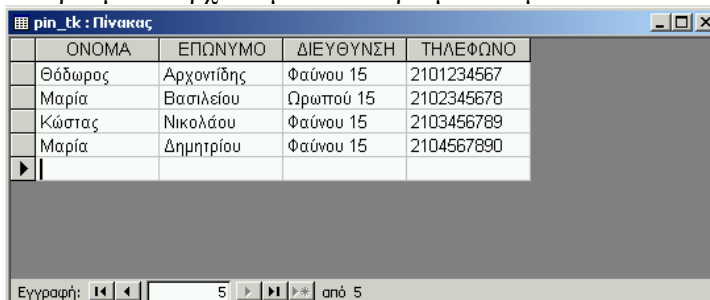 pin_tk : Πίνακας
ΟΝΟΜΑ ΕΠΩΝΥΜΟ ΔΙΕΥΘΥΝΣΗ ΤΗΛΕΦΩΝΟ
Θόδωρος Αρχοντίδης Φαύνου 15 2101234567
Μαρία Βασιλείου Ωρωπού 15 2102345678
Κώστας Νικολάου Φαύνου 15 2103456789
Μαρία Δημητρίου Φαύνου 15 2104567890
Εγγραφή: 5 από 5